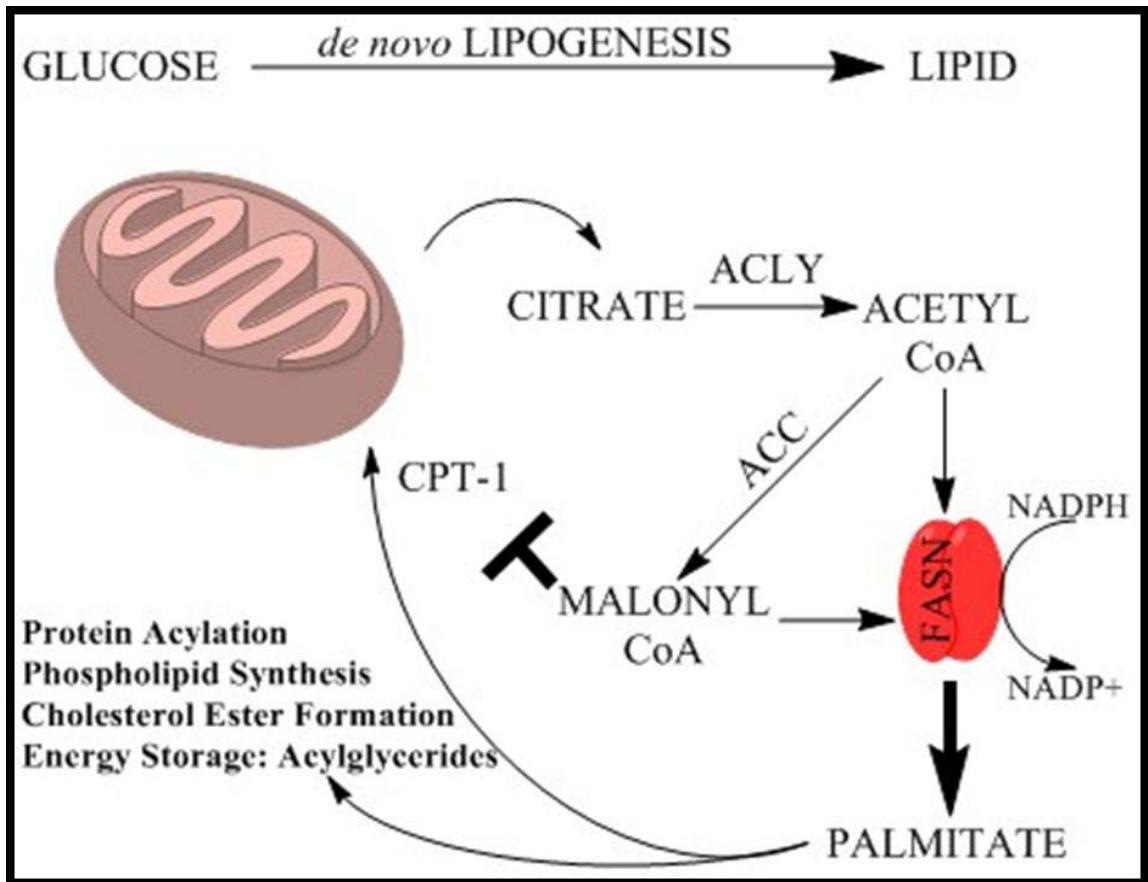 de novo LIPOGENESIS
GLUCOSE
LIPID
CITRATE
ACLY
ACETYL
CoA
ACC
CPT-1
MALONYL
CoA
FASN
NADPH
NADP+
Protein Acylation
Phospholipid Synthesis
Cholesterol Ester Formation
Energy Storage: Acylglycerides
PALMITATE